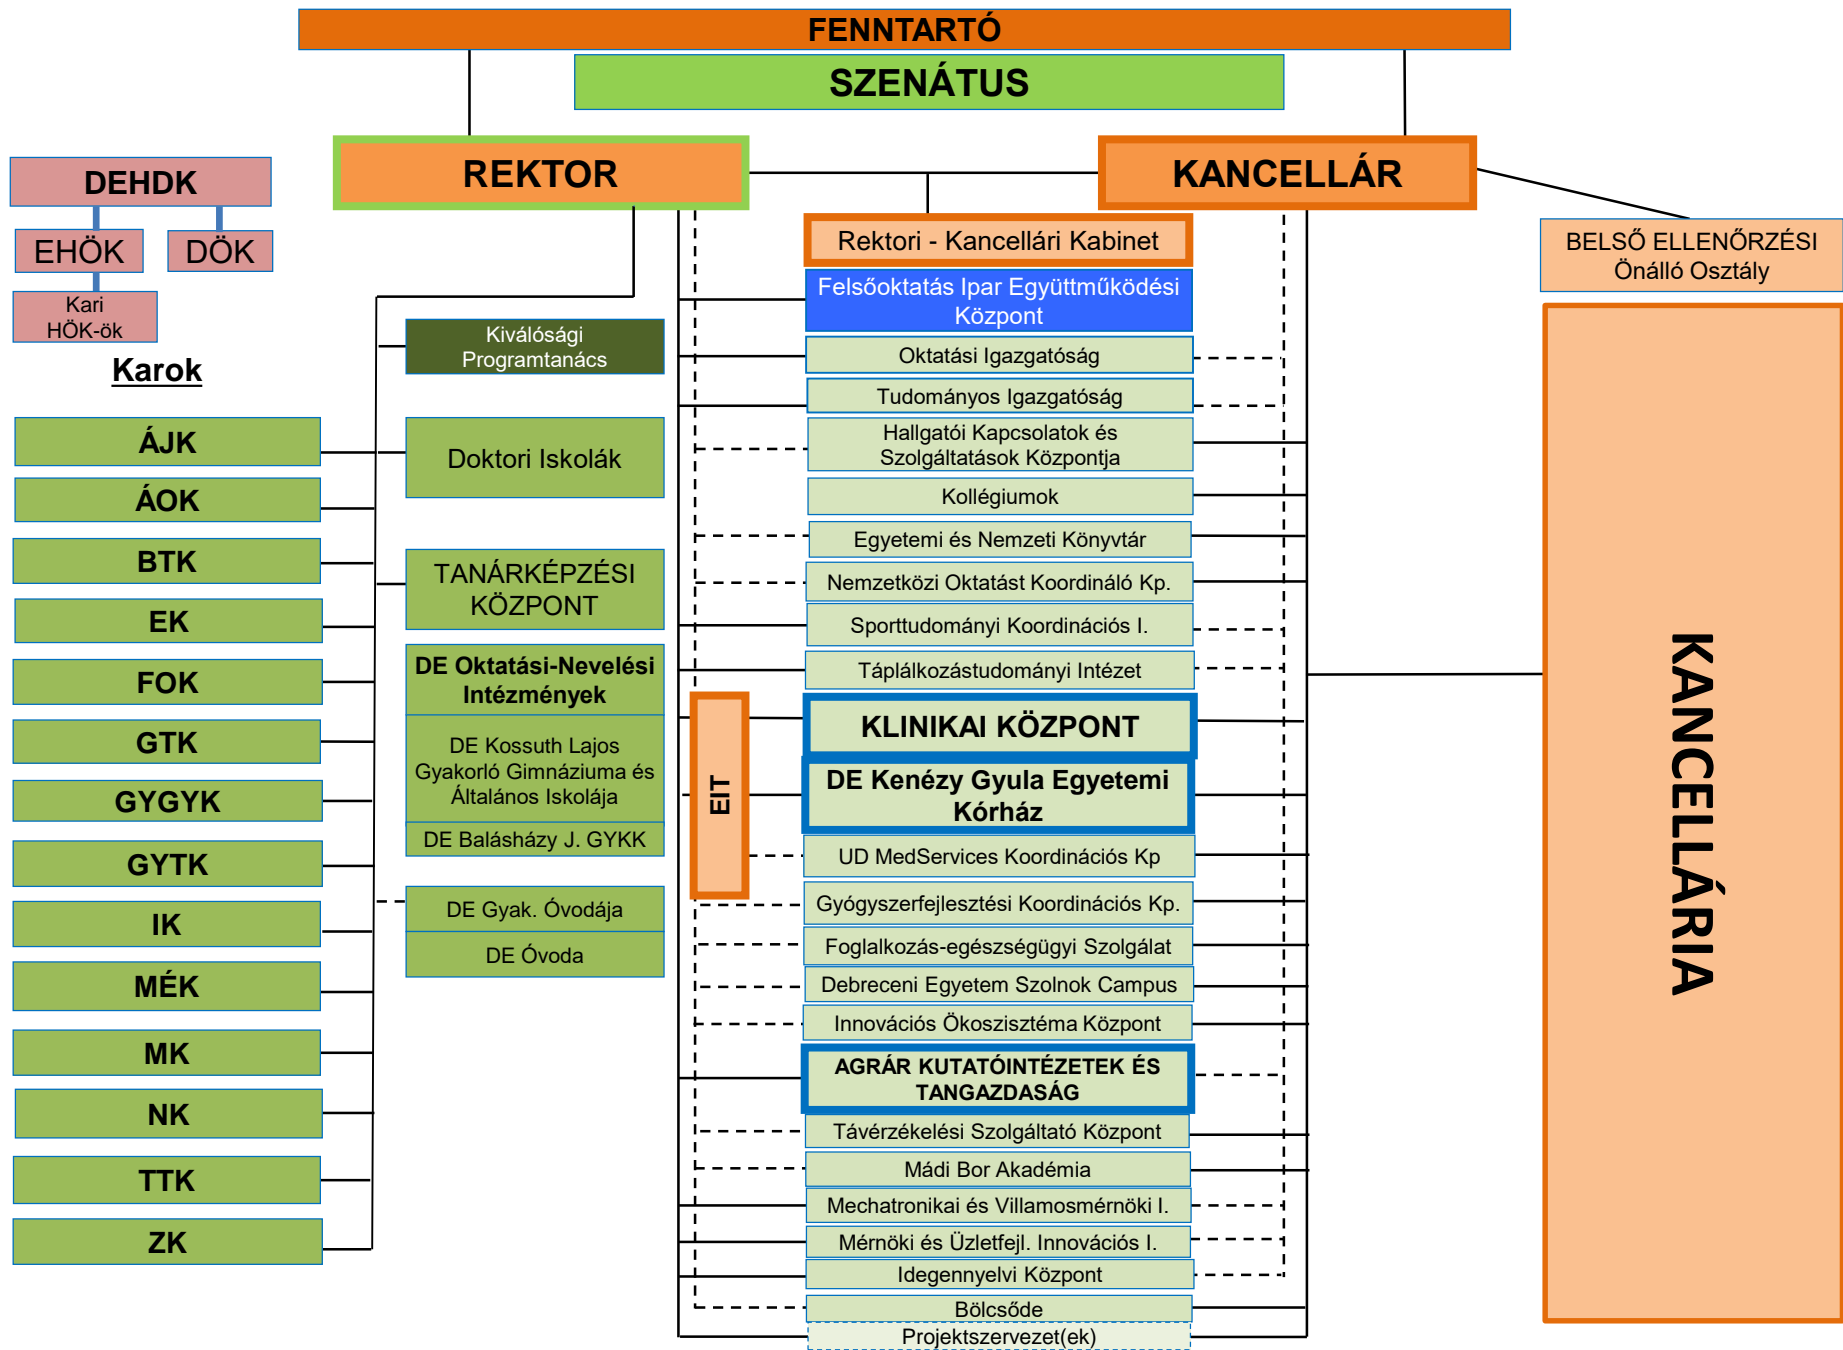 FENNTARTÓ
SZENÁTUS
REKTOR
KANCELLÁR
DEHDK
EHÖK
DÖK
Kari
HÖK-ök
Karok
ÁJK
ÁOK
BTK
EK
FOK
GTK
GYGYK
GYTK
IK
MÉK
MK
NK
TTK
ZK
Kiválósági
Programtanács
Doktori Iskolák
TANÁRKÉPZÉSI
KÖZPONT
DE Oktatási-Nevelési
Intézmények
DE Kossuth Lajos
Gyakorló Gimnáziuma és
Általános Iskolája
DE Balásházy J. GYKK
DE Gyak. Óvodája
DE Óvoda
EIT
Rektori - Kancellári Kabinet
Felsőoktatás Ipar Együttműködési
Központ
Oktatási Igazgatóság
Tudományos Igazgatóság
Hallgatói Kapcsolatok és
Szolgáltatások Központja
Kollégiumok
Egyetemi és Nemzeti Könyvtár
Nemzetközi Oktatást Koordináló Kp.
Sporttudományi Koordinációs I.
Táplálkozástudományi Intézet
KLINIKAI KÖZPONT
DE Kenézy Gyula Egyetemi
Kórház
UD MedServices Koordinációs Kp
Gyógyszerfejlesztési Koordinációs Kp.
Foglalkozás-egészségügyi Szolgálat
Debreceni Egyetem Szolnok Campus
Innovációs Ökoszisztéma Központ
AGRÁR KUTATÓINTÉZETEK ÉS
TANGAZDASÁG
Távérzékelési Szolgáltató Központ
Mádi Bor Akadémia
Mechatronikai és Villamosmérnöki I.
Mérnöki és Üzletfejl. Innovációs I.
Idegennyelvi Központ
Bölcsőde
Projektszervezet(ek)
BELSŐ ELLENŐRZÉSI
Önálló Osztály
KANCELLÁRIA